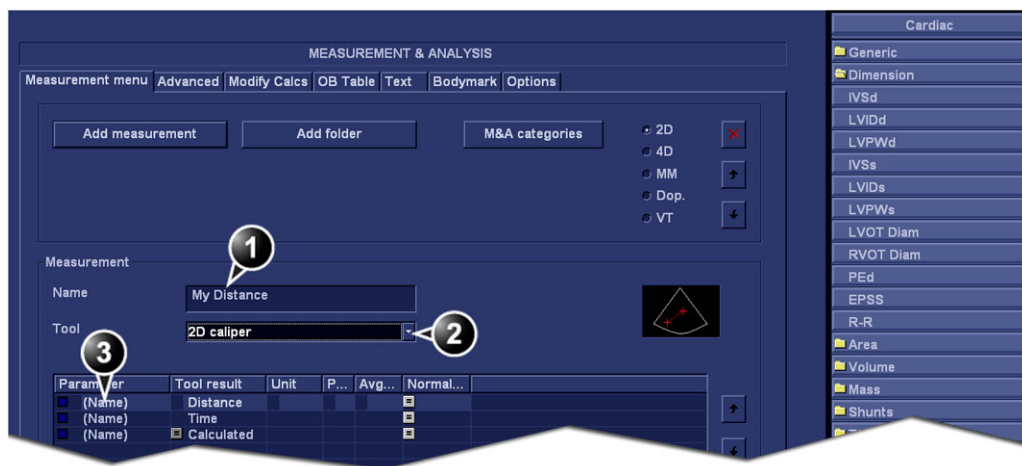 MEASUREMENT & ANALYSIS
Measurement menu Advanced Modify Calcs OB Table Text Bodymark Options
Add measurement Add folder M&A categories
2D
4D
MM
Dop.
VT
Measurement
1
Name My Distance
Tool 2D caliper
2
3
Parameter Tool result Unit P... Avg... Normal...
(Name) Distance
(Name) Time
(Name) Calculated
Cardiac
Generic
Dimension
IVSd
LVIDd
LVPWd
IVSs
LVIDs
LVPWs
LVOT Diam
RVOT Diam
PEd
EPSS
R-R
Area
Volume
Mass
Shunts